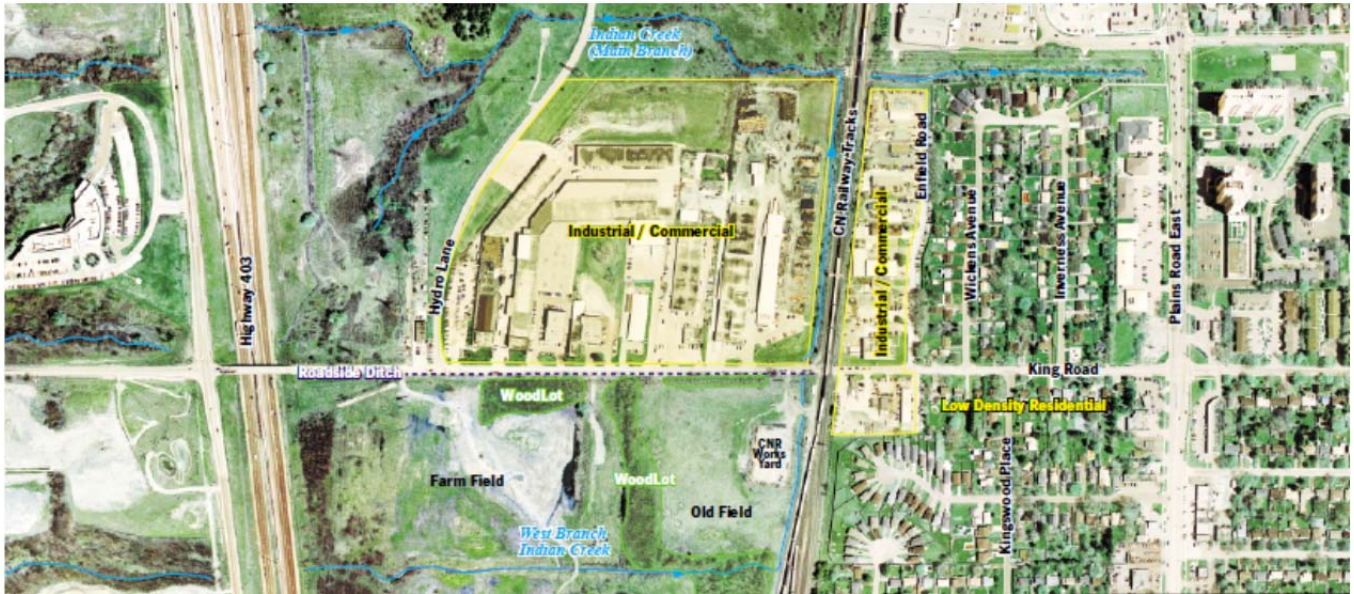 Indian Creek
(Main Branch)
CN Railway Tracks
Enfield Road
Industrial / Commercial
Industrial / Commercial
Hydro Lane
Highway 403
Wickens Avenue
Inverness Avenue
Plains Road East
Roadside Ditch
King Road
WoodLot
Low Density Residential
CNR
Works
Yard
Farm Field
WoodLot
Old Field
Kingswood Place
West Branch
Indian Creek